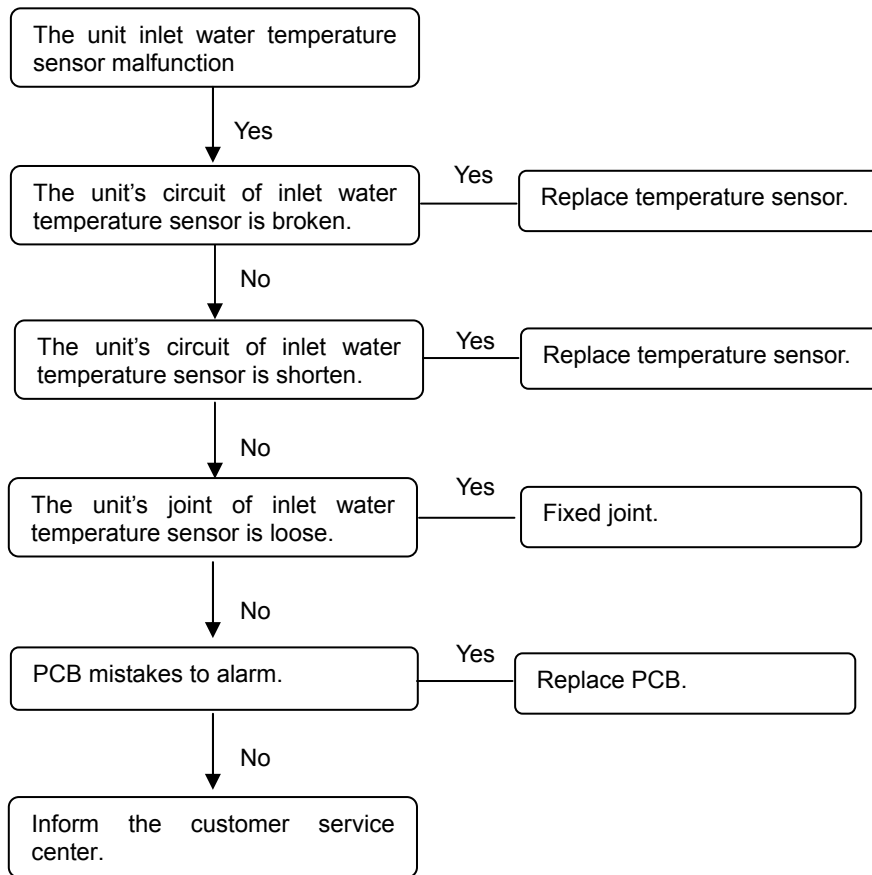 The unit inlet water temperature
sensor malfunction
Yes
The unit's circuit of inlet water
temperature sensor is broken.
Yes
Replace temperature sensor.
No
The unit's circuit of inlet water
temperature sensor is shorten.
Yes
Replace temperature sensor.
No
The unit's joint of inlet water
temperature sensor is loose.
Yes
Fixed joint.
No
PCB mistakes to alarm.
Yes
Replace PCB.
No
Inform the customer service
center.